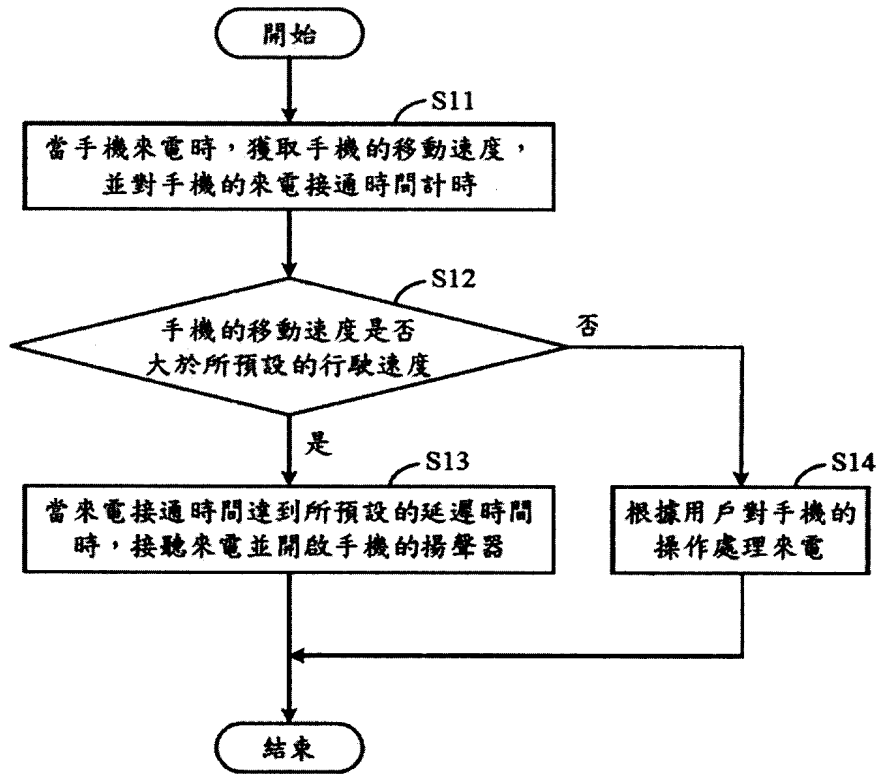 開始
S11
當手機來電時,獲取手機的移動速度,
並對手機的來電接通時間計時
S12
手機的移動速度是否
大於所預設的行駛速度
否
是
S13
當來電接通時間達到所預設的延遲時間
時,接聽來電並開啟手機的揚聲器
S14
根據用戶對手機的
操作處理來電
結束